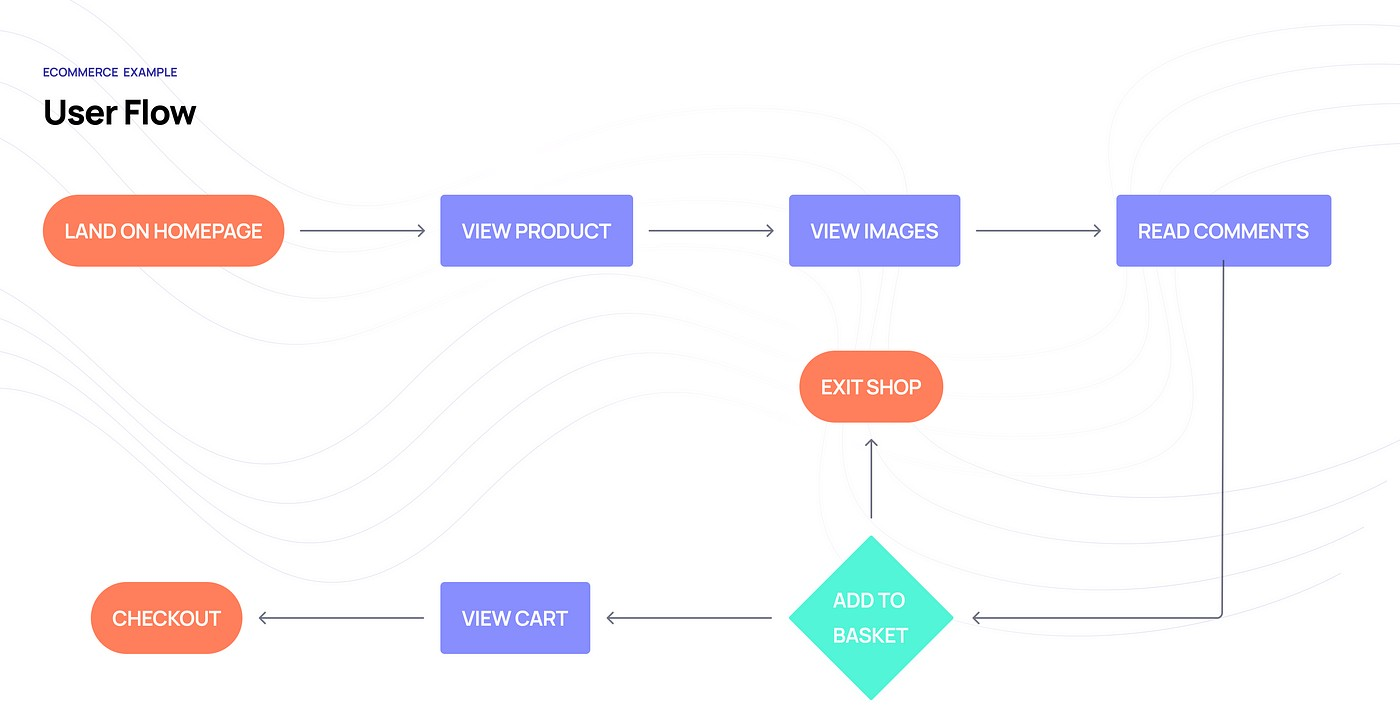 ECOMMERCE EXAMPLE
User Flow
LAND ON HOMEPAGE
VIEW PRODUCT
VIEW IMAGES
READ COMMENTS
EXIT SHOP
ADD TO
BASKET
VIEW CART
CHECKOUT